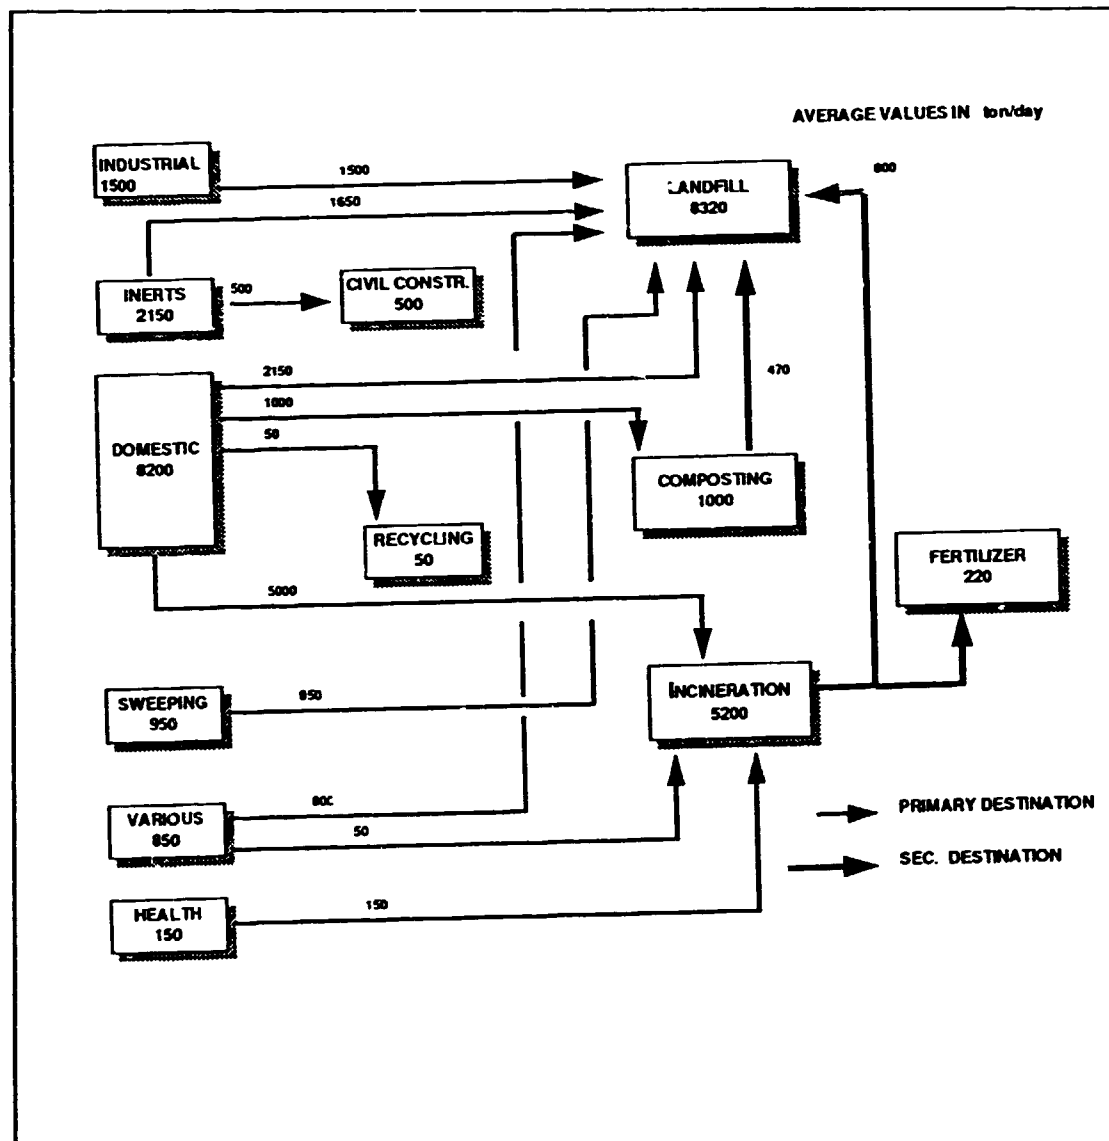 AVERAGE VALUES IN ton/day
INDUSTRIAL
1500
1500
1650
LANDFILL
8320
800
INERTS
2150
500
CIVIL CONSTR.
500
DOMESTIC
8200
2150
1000
50
470
COMPOSTING
1000
RECYCLING
50
FERTILIZER
220
5000
INCINERATION
5200
SWEEPING
950
950
VARIOUS
850
800
50
PRIMARY DESTINATION
SEC. DESTINATION
HEALTH
150
150